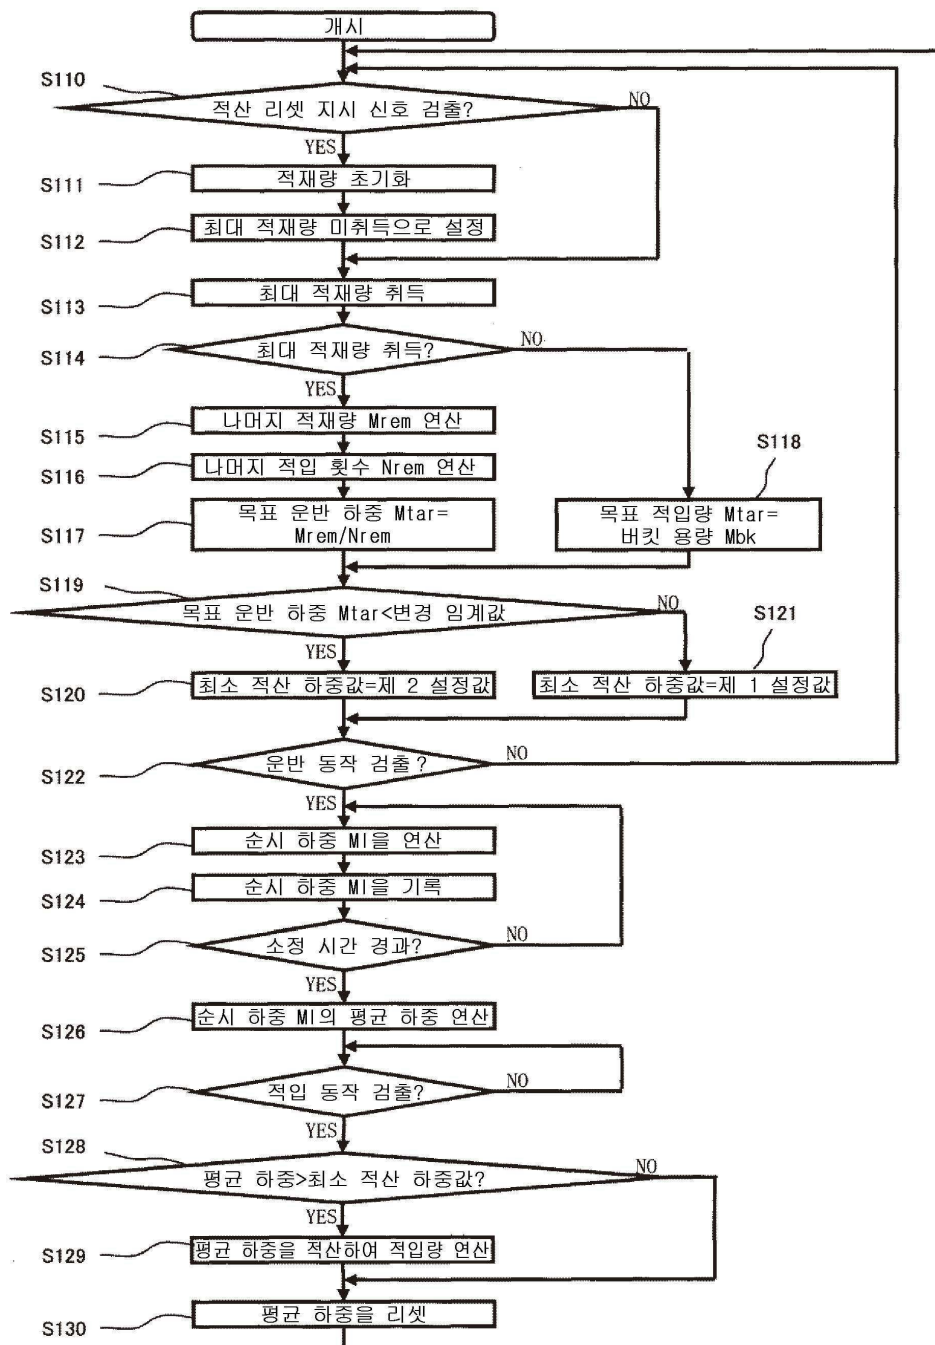 개시
S110
적산 리셋 지시 신호 검출?
NO
YES
S111
적재량 초기화
S112
최대 적재량 미취득으로 설정
S113
최대 적재량 취득
S114
최대 적재량 취득?
NO
YES
S115
나머지 적재량 Mrem 연산
S116
나머지 적입 횟수 Nrem 연산
S117
목표 운반 하중 Mtar=
Mrem/Nrem
S118
목표 적입량 Mtar=
버킷 용량 Mbk
S119
목표 운반 하중 Mtar<변경 임계값
NO
YES
S120
최소 적산 하중값=제 2 설정값
S121
최소 적산 하중값=제 1 설정값
S122
운반 동작 검출?
NO
YES
S123
순시 하중 Ml을 연산
S124
순시 하중 Ml을 기록
S125
소정 시간 경과?
NO
YES
S126
순시 하중 Ml의 평균 하중 연산
S127
적입 동작 검출?
NO
YES
S128
평균 하중>최소 적산 하중값?
NO
YES
S129
평균 하중을 적산하여 적입량 연산
S130
평균 하중을 리셋